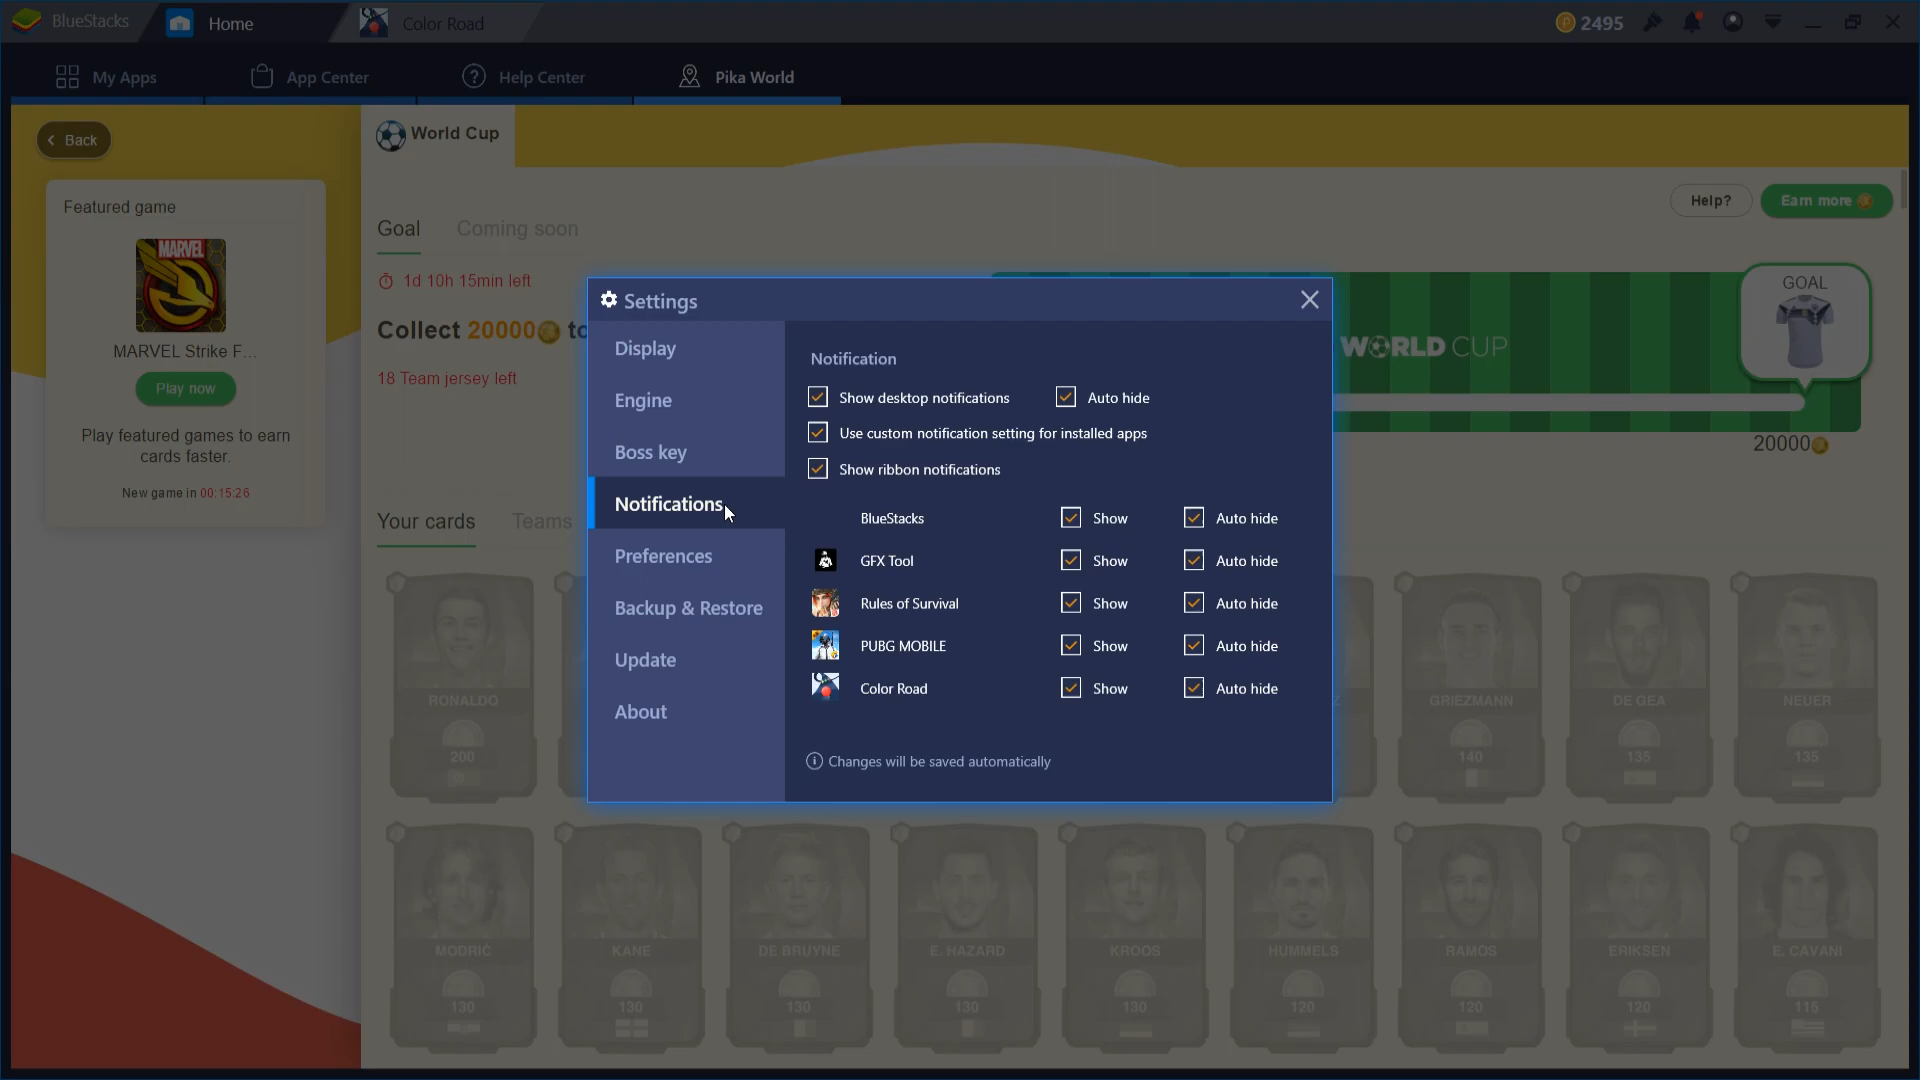 BlueStacks
Home
Color Road
2495
My Apps
App Center
Help Center
Pika World
Back
World Cup
Featured game
MARVEL
MARVEL Strike F...
Play now
Play featured games to earn
cards faster.
New game in 00:15:26
Goal
Coming soon
Help?
Earn more
1d 10h 15min left
Collect 20000 to
18 Team jersey left
WORLD CUP
GOAL
20000
Your cards
Teams
Settings
Display
Engine
Boss key
Notifications
Preferences
Backup & Restore
Update
About
Notification
Show desktop notifications
Auto hide
Use custom notification setting for installed apps
Show ribbon notifications
BlueStacks Show Auto hide
GFX Tool Show Auto hide
Rules of Survival Show Auto hide
PUBG MOBILE Show Auto hide
Color Road Show Auto hide
Changes will be saved automatically
RONALDO
200
GRIEZMANN
140
DE GEA
135
NEUER
135
MODRIĆ
130
KANE
130
DE BRUYNE
130
E. HAZARD
130
KROOS
130
HUMMELS
120
RAMOS
120
ERIKSEN
120
E. CAVANI
115